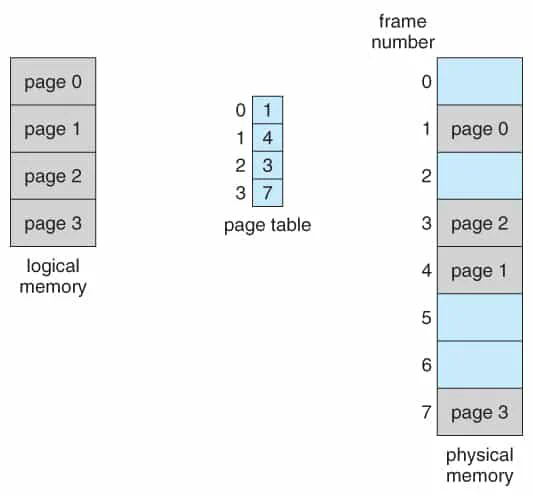 page 0
page 1
page 2
page 3
logical
memory
0 1
1 4
2 3
3 7
page table
frame
number
0
1 page 0
2
3 page 2
4 page 1
5
6
7 page 3
physical
memory